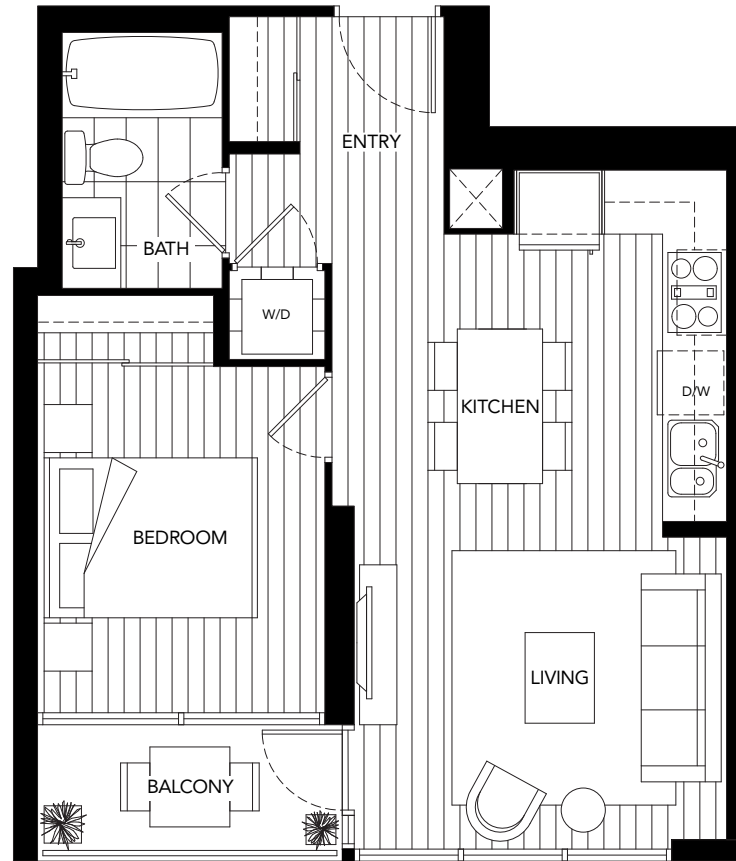 ENTRY
BATH
W/D
D/W
KITCHEN
BEDROOM
LIVING
BALCONY